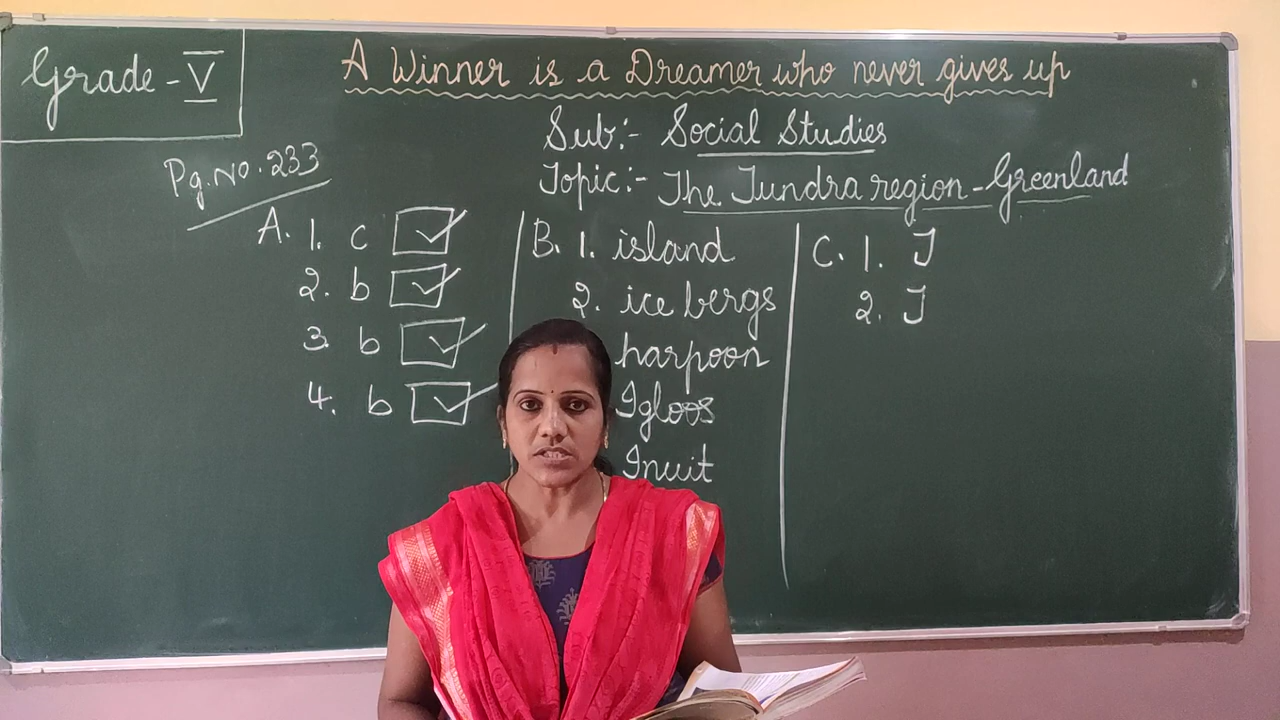 Grade - V
A Winner is a Dreamer who never gives up
Sub:- Social Studies
Topic:- The Tundra region - Greenland
Pg. No. 233
A. 1. c
2. b
3 b
4. b
B. 1. island
2. ice bergs
harpoon
Igloos
Inuit
C. 1. T
2. T